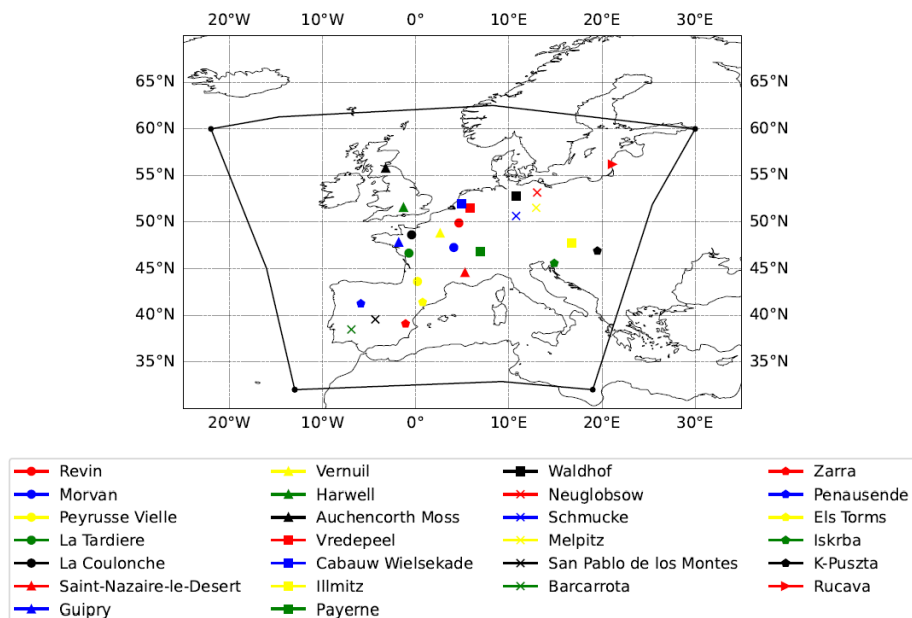 20°W 10°W 0° 10°E 20°E 30°E
65°N 65°N
60°N 60°N
55°N 55°N
50°N 50°N
45°N 45°N
40°N 40°N
35°N 35°N
20°W 10°W 0° 10°E 20°E 30°E
Revin Vernuil Waldhof Zarra
Morvan Harwell Neuglobsow Penausende
Peyrusse Vielle Auchencorth Moss Schmucke Els Torms
La Tardiere Vredepeel Melpitz Iskrba
La Coulonche Cabauw Wielsekade San Pablo de los Montes K-Puszta
Saint-Nazaire-le-Desert Illmitz Barcarrota Rucava
Guipry Payerne